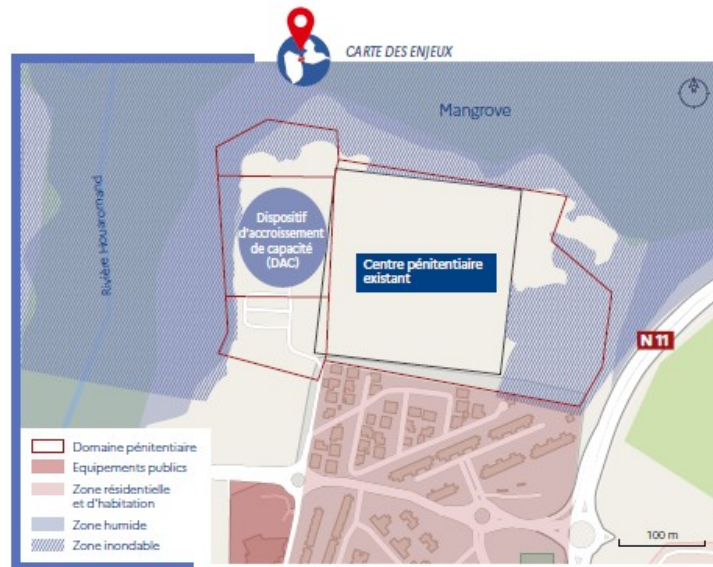 CARTE DES ENJEUX
Mangrove
Rivière Houaromand
Dispositif
d'accroissement
de capacité
(DAC)
Centre pénitentiaire
existant
N 11
Domaine pénitentiaire
Equipements publics
Zone résidentielle
et d'habitation
Zone humide
Zone inondable
100 m